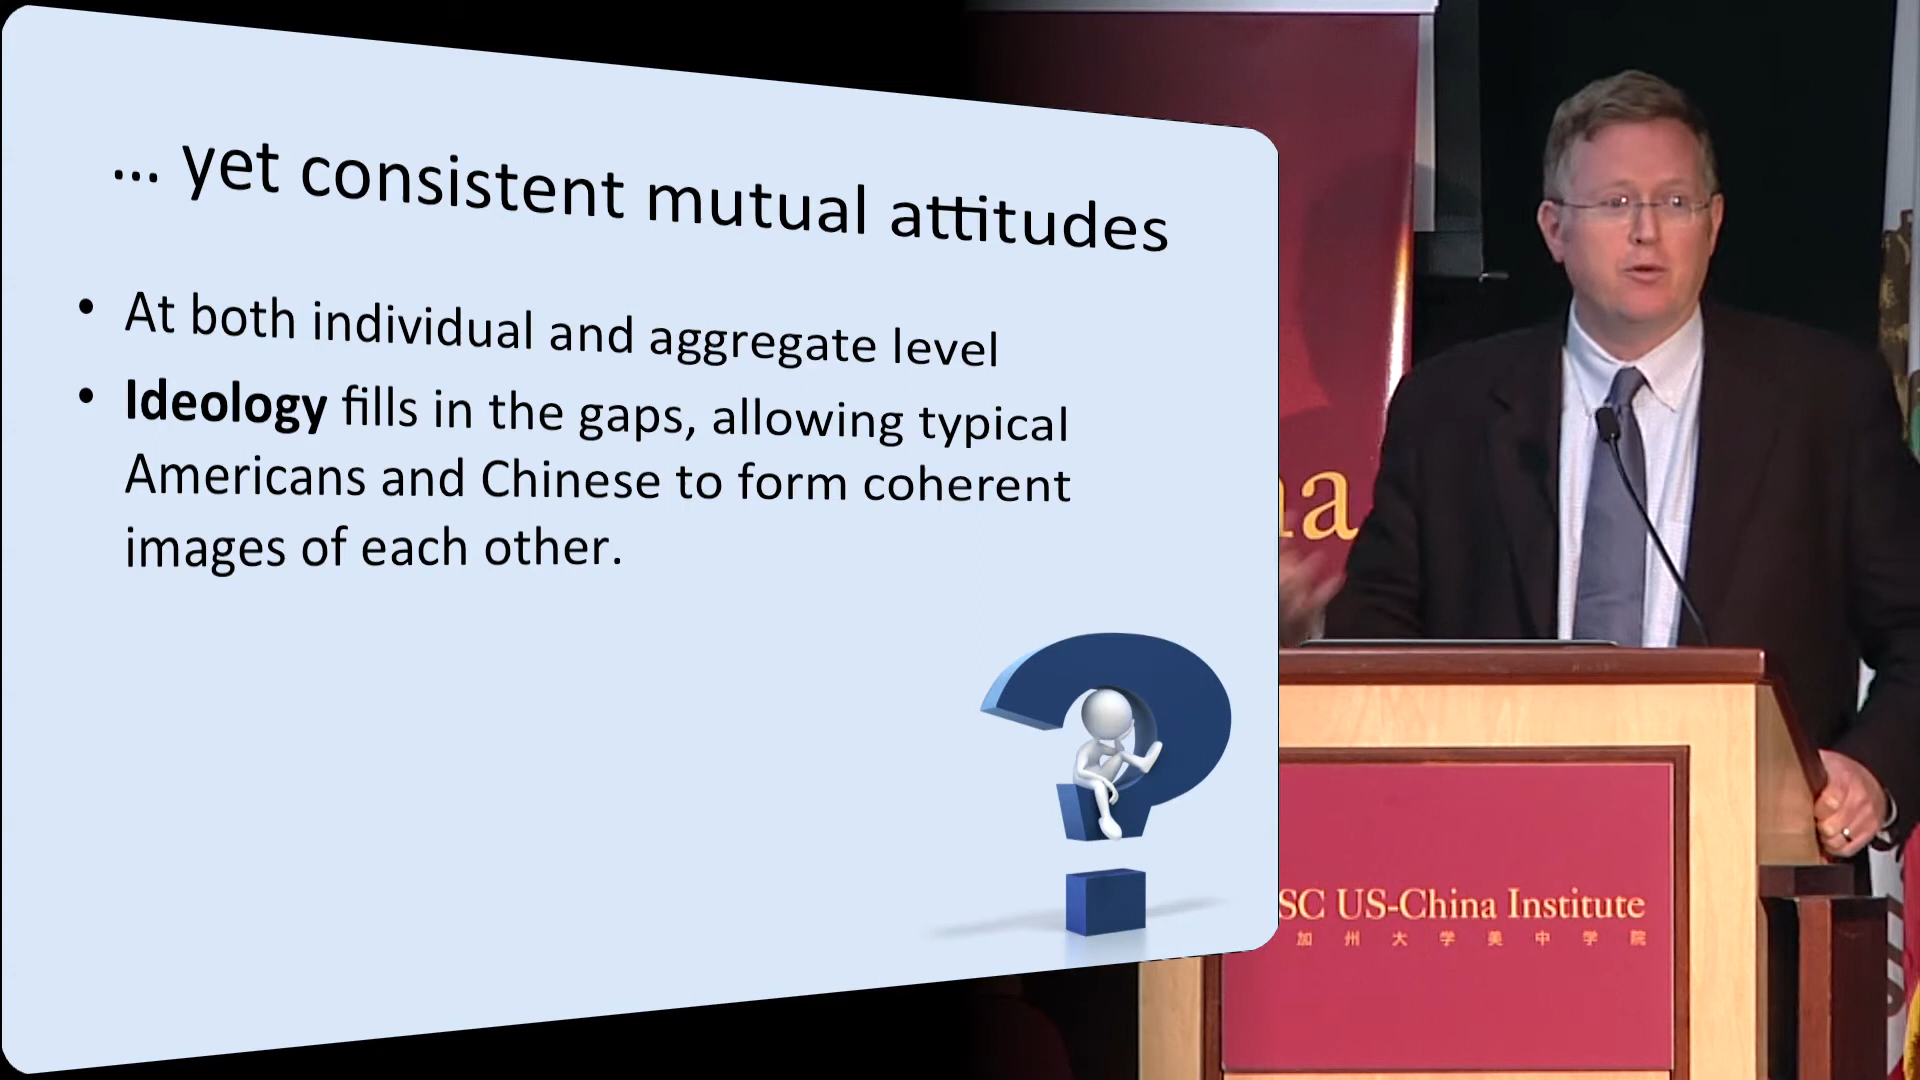 ... yet consistent mutual attitudes
• At both individual and aggregate level
• Ideology fills in the gaps, allowing typical
Americans and Chinese to form coherent
images of each other.
na
SC US-China Institute
加州大学美中学院